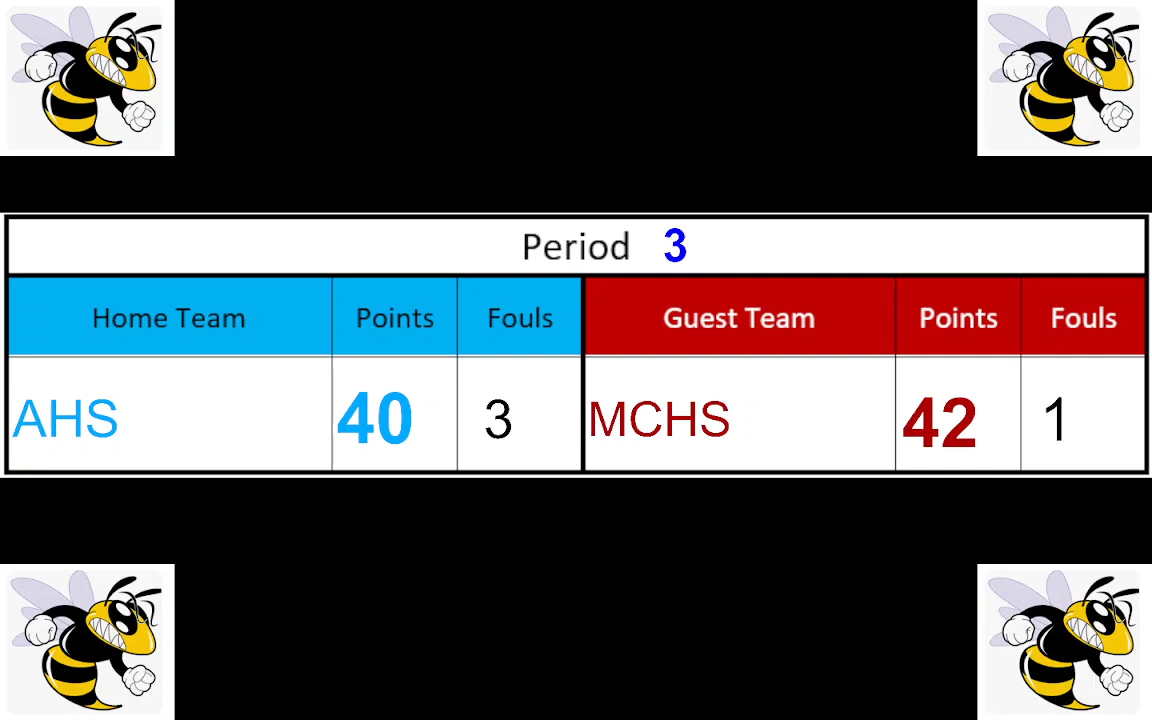 Period 3
Home Team Points Fouls Guest Team Points Fouls
AHS 40 3 MCHS 42 1